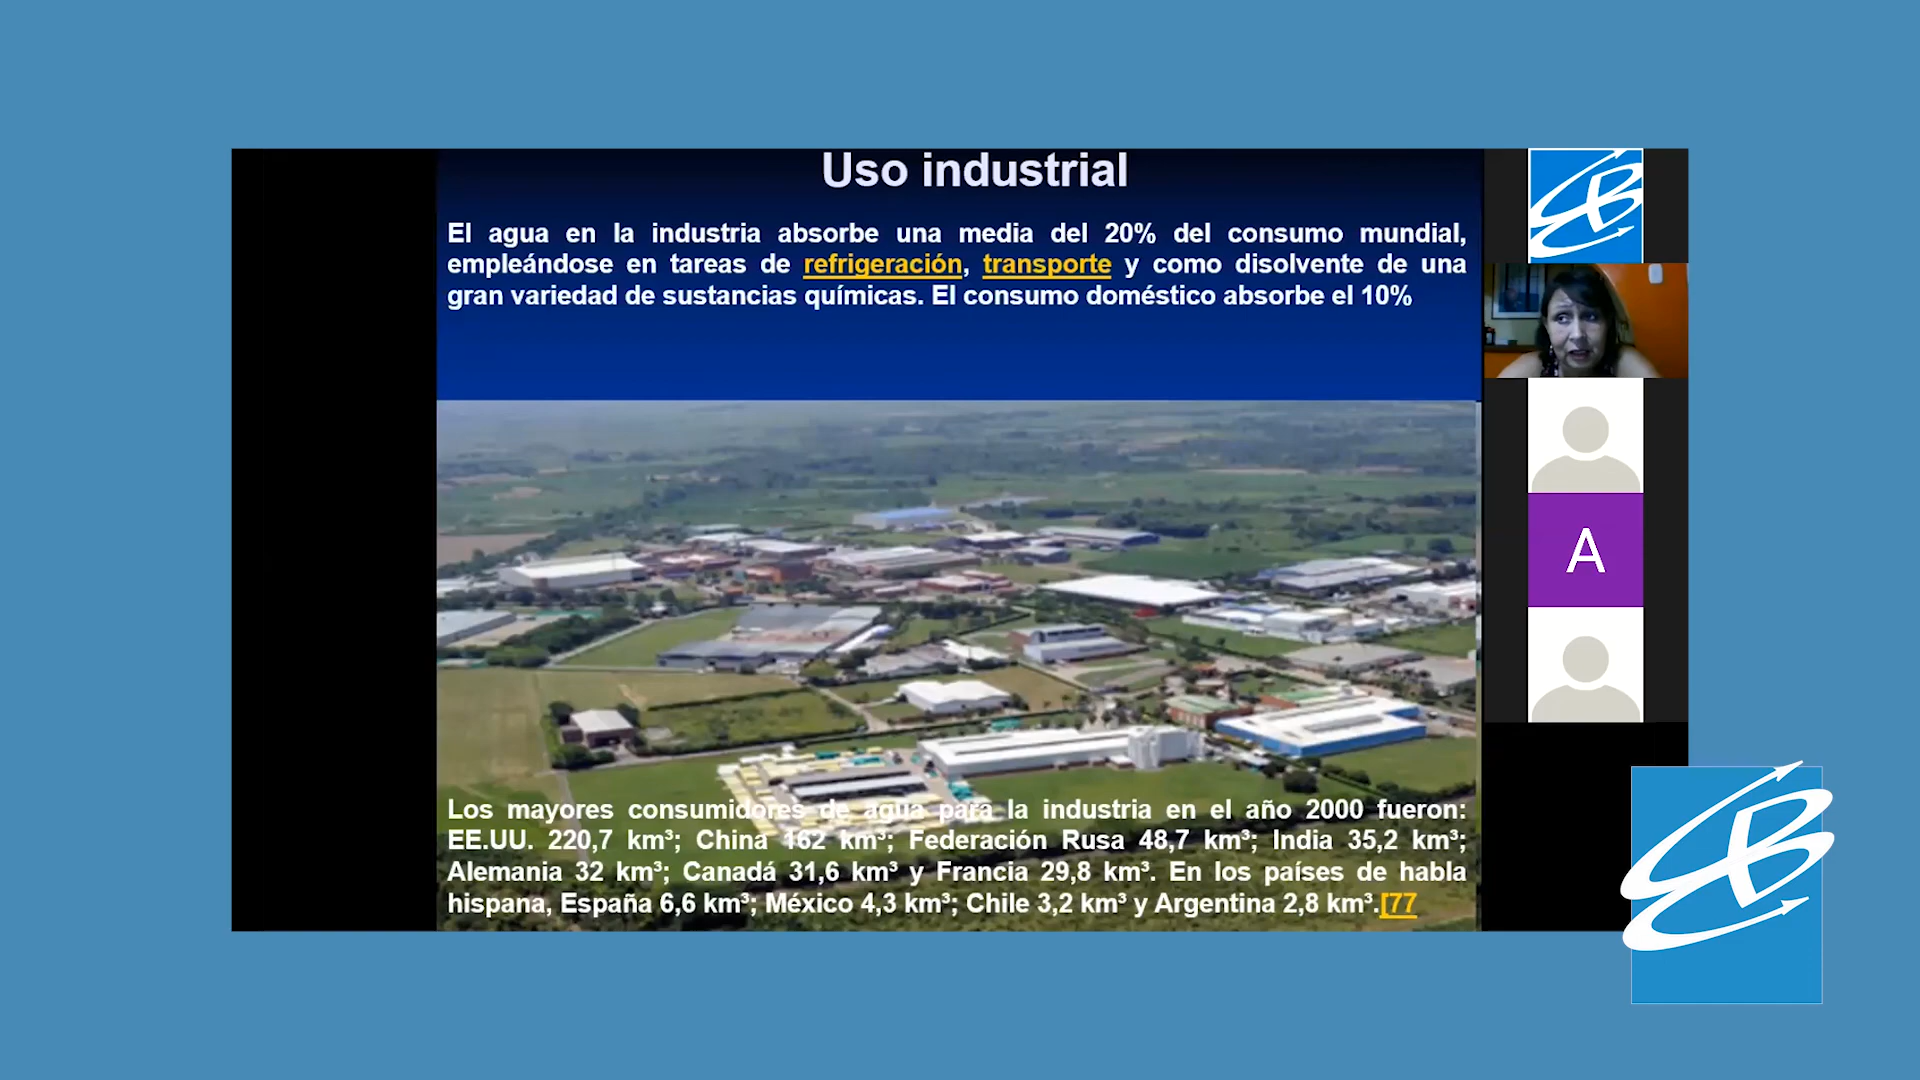 Uso industrial
El agua en la industria absorbe una media del 20% del consumo mundial,
empleándose en tareas de refrigeración, transporte y como disolvente de una
gran variedad de sustancias químicas. El consumo doméstico absorbe el 10%
A
Los mayores consumidores de agua para la industria en el año 2000 fueron:
EE.UU. 220,7 km³; China 162 km³; Federación Rusa 48,7 km³; India 35,2 km³;
Alemania 32 km³; Canadá 31,6 km³ y Francia 29,8 km³. En los países de habla
hispana, España 6,6 km³; México 4,3 km³; Chile 3,2 km³ y Argentina 2,8 km³.[77